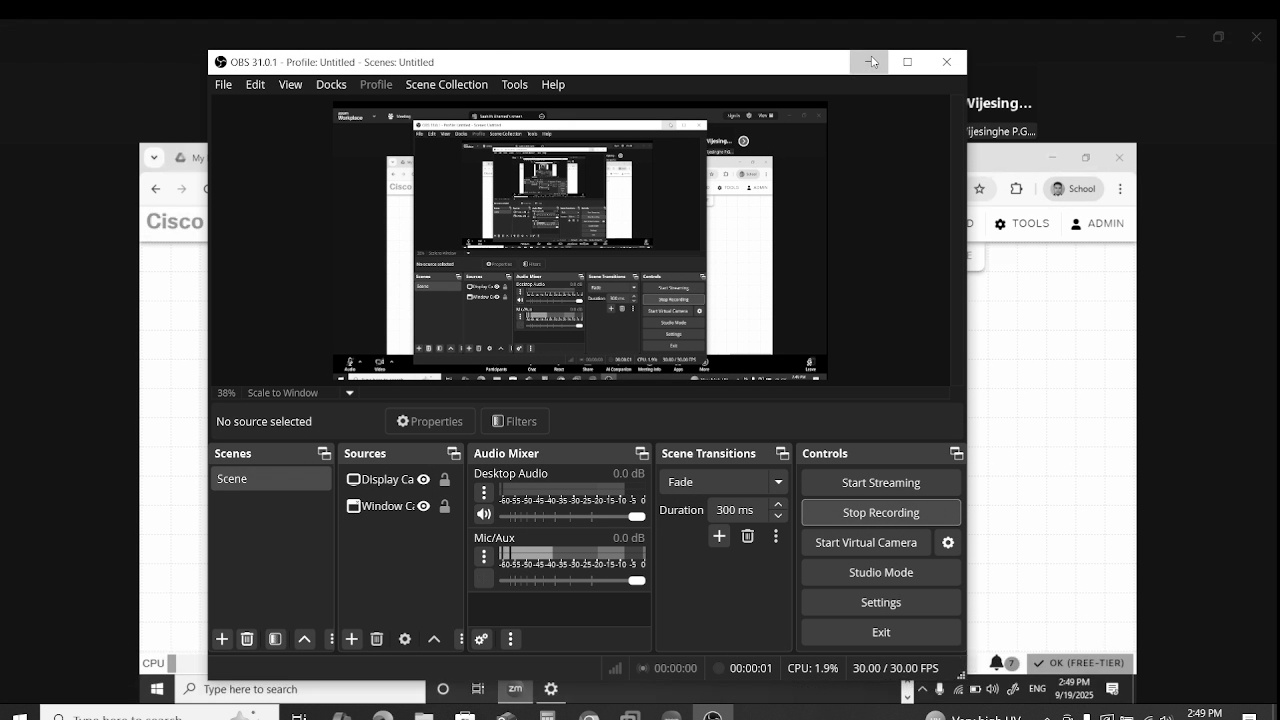 OBS 31.0.1 - Profile: Untitled - Scenes: Untitled
File Edit View Docks Profile Scene Collection Tools Help
Vijesing...
Vijesinghe P.G...
My
School
Cisco
TOOLS ADMIN
Workplace
Meeting
38% Scale to Window
No source selected Properties Filters
Scenes Sources Audio Mixer Scene Transitions Controls
Scene
Display Ca
Window Ca
Desktop Audio 0.0 dB
-60 -55 -50 -45 -40 -35 -30 -25 -20 -15 -10 -5 0
Mic/Aux 0.0 dB
-60 -55 -50 -45 -40 -35 -30 -25 -20 -15 -10 -5 0
Fade
Duration 300 ms
Start Streaming
Stop Recording
Start Virtual Camera
Studio Mode
Settings
Exit
00:00:00 00:00:01 CPU: 1.9% 30.00 / 30.00 FPS
CPU
7 OK (FREE-TIER)
Type here to search
zm
ENG 2:49 PM
9/19/2025
Type here to search
2:49 PM